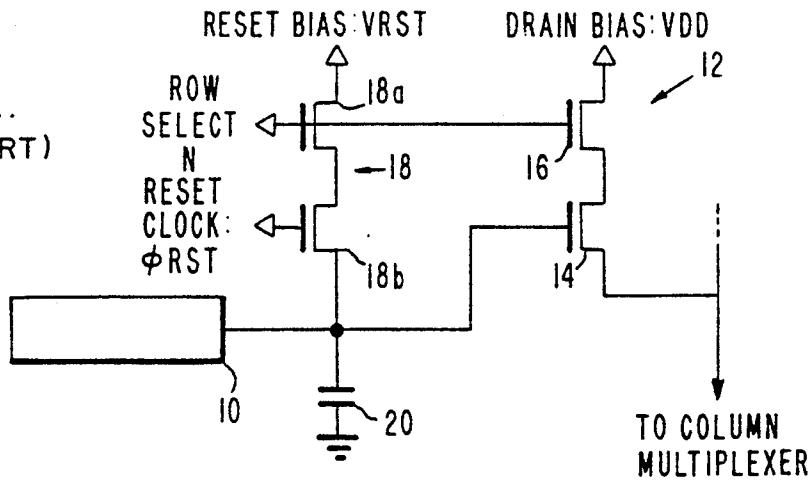 RESET BIAS:VRST
DRAIN BIAS:VDD
12
RT)
ROW
SELECT
N
RESET
CLOCK:
ϕRST
18a
18
18b
16
14
10
20
TO COLUMN
MULTIPLEXER